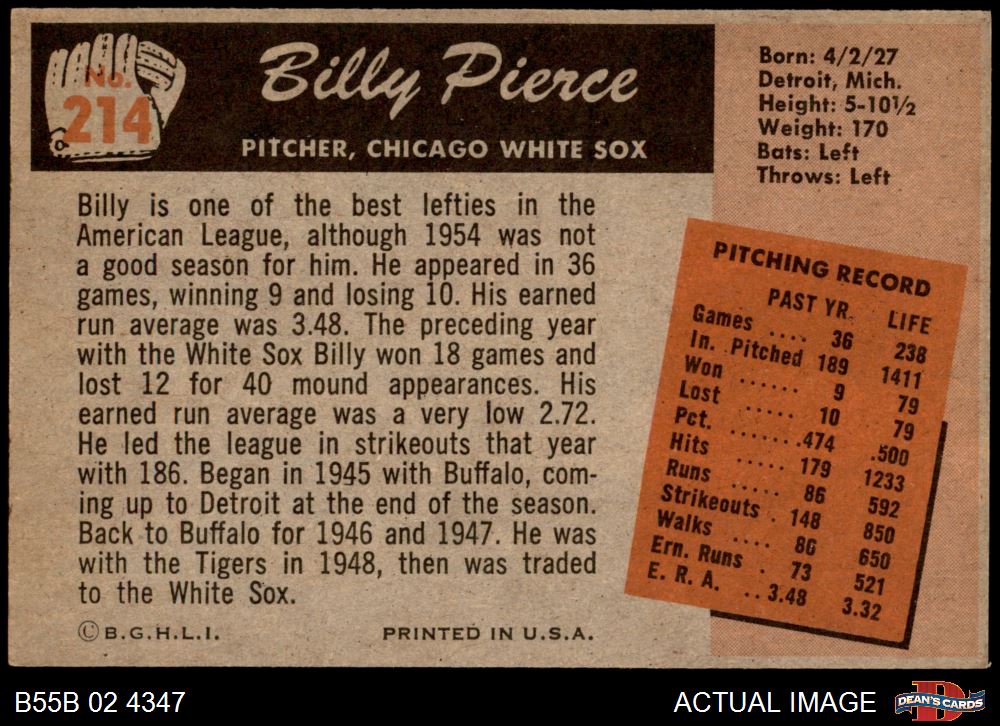 No.
214
Billy Pierce
PITCHER, CHICAGO WHITE SOX
Born: 4/2/27
Detroit, Mich.
Height: 5-10½
Weight: 170
Bats: Left
Throws: Left
Billy is one of the best lefties in the
American League, although 1954 was not
a good season for him. He appeared in 36
games, winning 9 and losing 10. His earned
run average was 3.48. The preceding year
with the White Sox Billy won 18 games and
lost 12 for 40 mound appearances. His
earned run average was a very low 2.72.
He led the league in strikeouts that year
with 186. Began in 1945 with Buffalo, com-
ing up to Detroit at the end of the season.
Back to Buffalo for 1946 and 1947. He was
with the Tigers in 1948, then was traded
to the White Sox.
© B.G.H.L.I.
PRINTED IN U.S.A.
PITCHING RECORD
PAST YR. LIFE
Games .... 36 238
In. Pitched 189 1411
Won ...... 9 79
Lost ..... 10 79
Pct. ....... .474 .500
Hits ...... 179 1233
Runs ..... 86 592
Strikeouts . 148 850
Walks .... 86 650
Ern. Runs . 73 521
E. R. A. .. 3.48 3.32
B55B 02 4347
ACTUAL IMAGE
D
DEAN'S CARDS